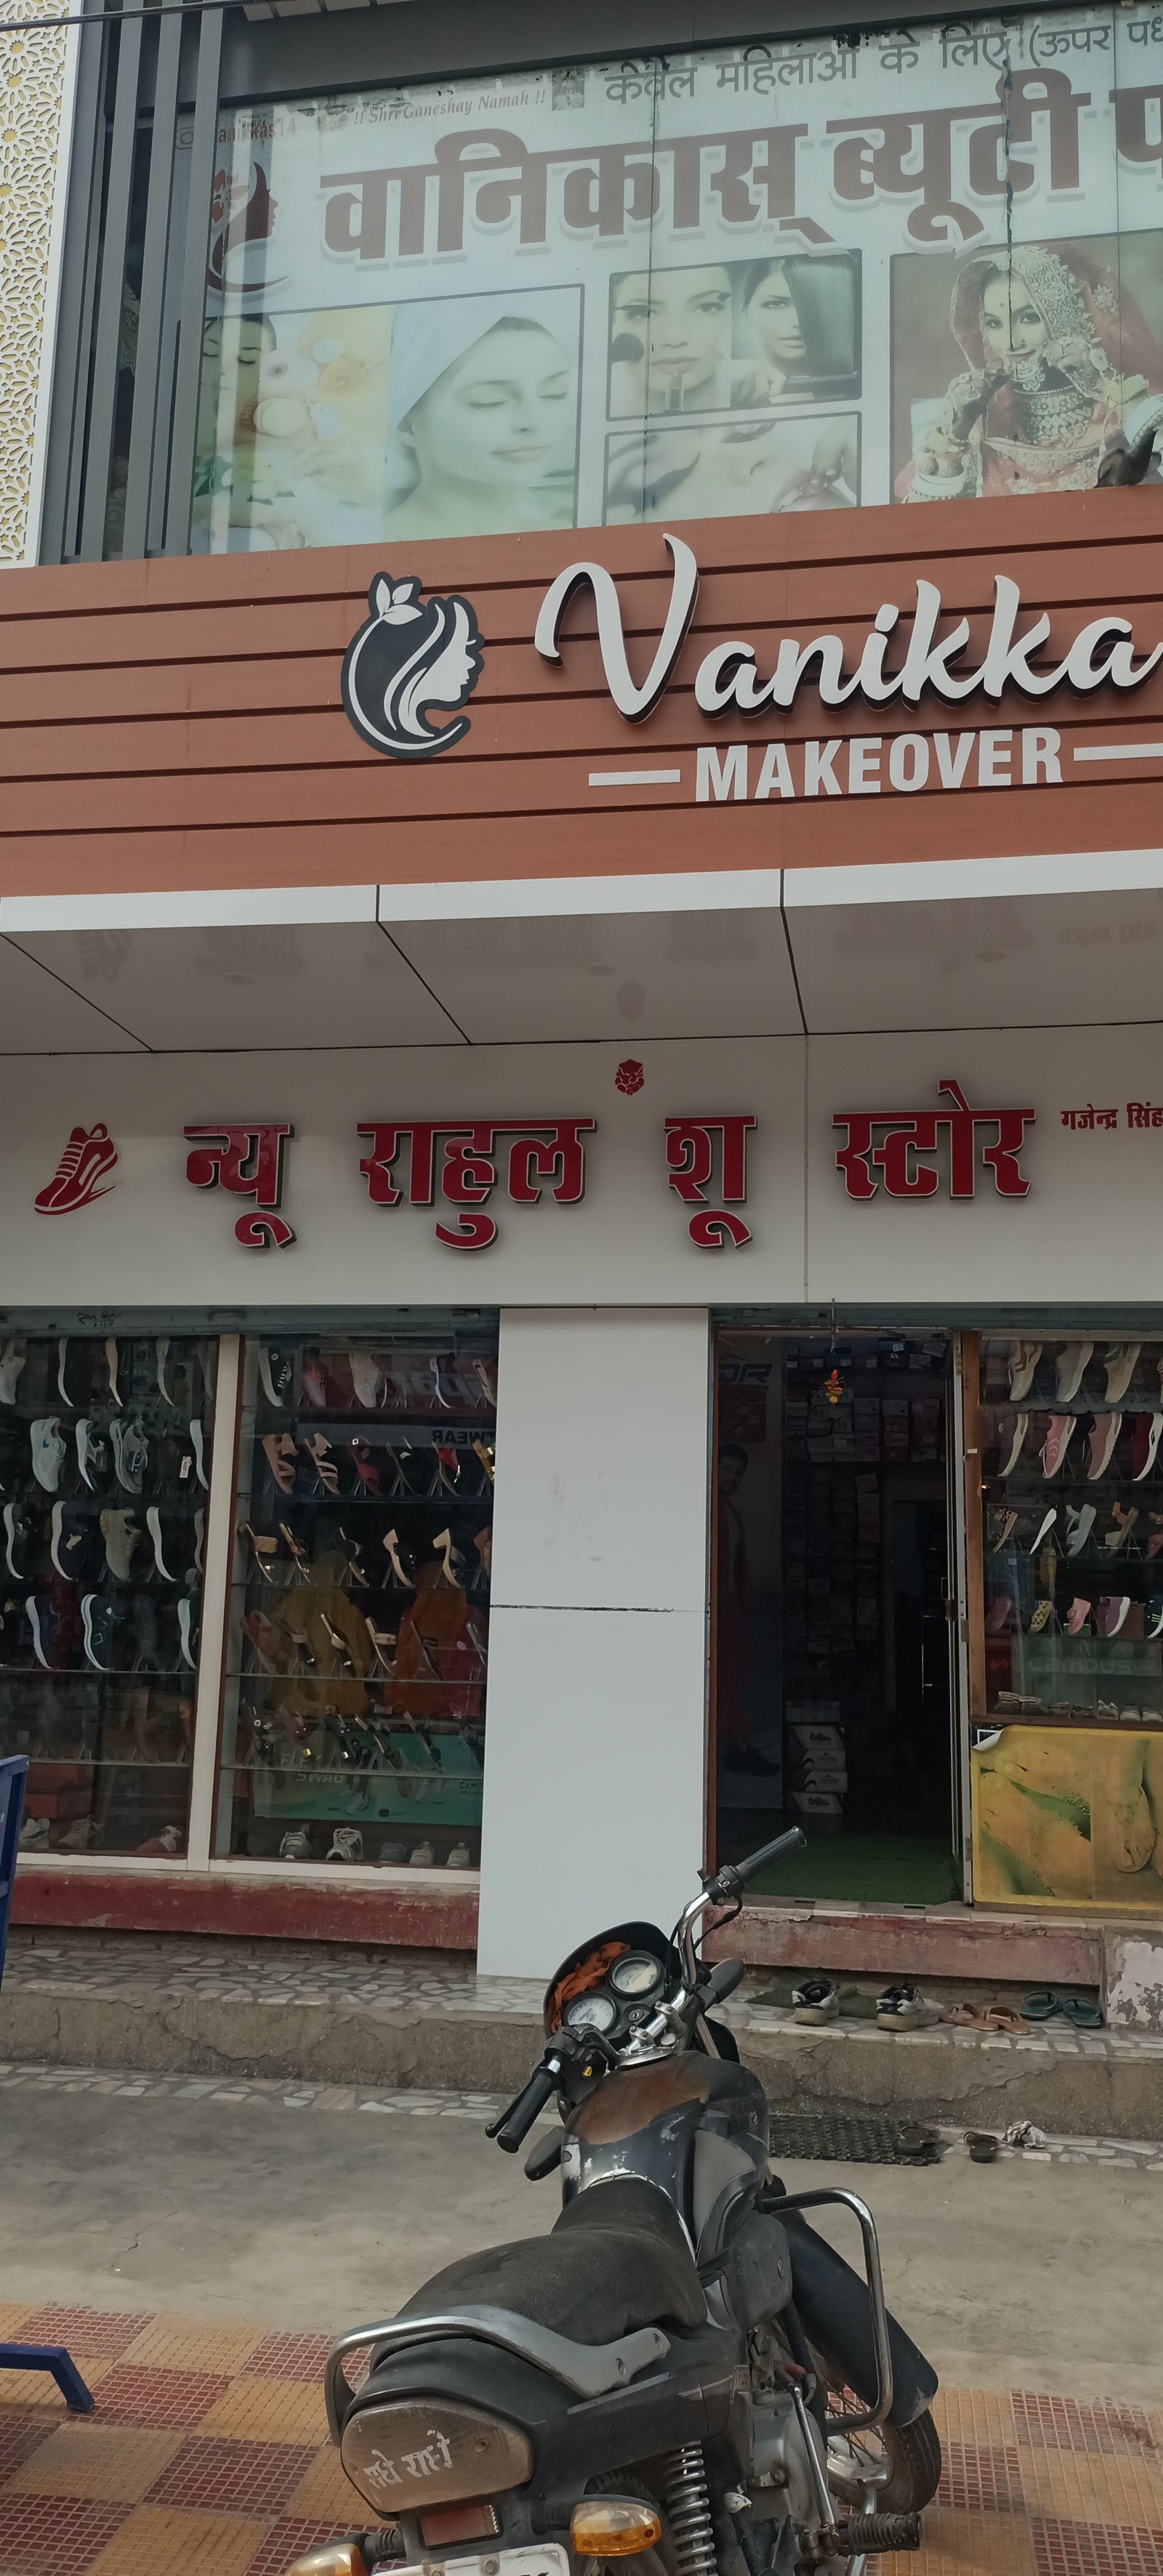 केवल महिलाओं के लिए (ऊपर
!! Shri Ganeshay Namah !!
वानिकास् ब्यूटी
Vanikka
MAKEOVER
न्यू राहुल शू स्टोर
गजेन्द्र सिंह
राधे राधे